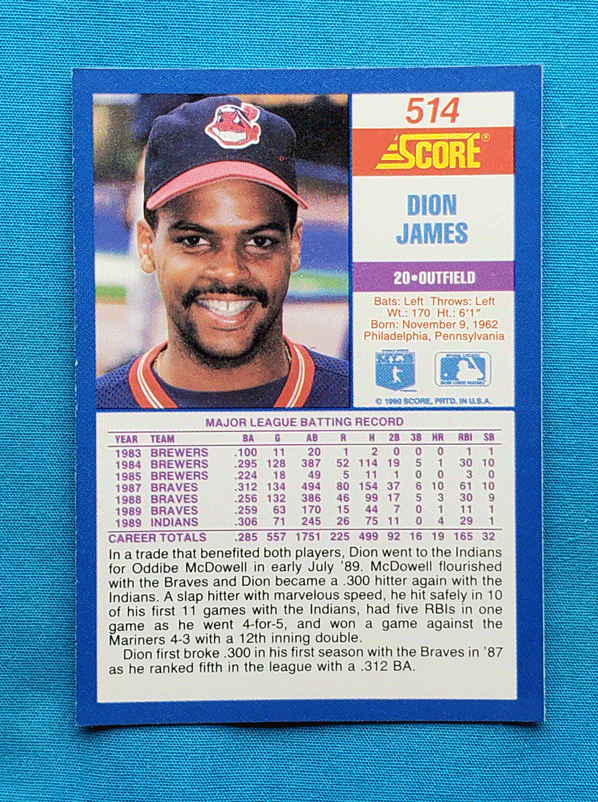 514
SCORE®
DION
JAMES
20•OUTFIELD
Bats: Left Throws: Left
Wt.: 170 Ht.: 6'1"
Born: November 9, 1962
Philadelphia, Pennsylvania
© 1990 SCORE, PRTD. IN U.S.A.
MAJOR LEAGUE BATTING RECORD
YEAR TEAM BA G AB R H 2B 3B HR RBI SB
1983 BREWERS .100 11 20 1 2 0 0 0 1 1
1984 BREWERS .295 128 387 52 114 19 5 1 30 10
1985 BREWERS .224 18 49 5 11 1 0 0 3 0
1987 BRAVES .312 134 494 80 154 37 6 10 61 10
1988 BRAVES .256 132 386 46 99 17 5 3 30 9
1989 BRAVES .259 63 170 15 44 7 0 1 11 1
1989 INDIANS .306 71 245 26 75 11 0 4 29 1
CAREER TOTALS .285 557 1751 225 499 92 16 19 165 32
In a trade that benefited both players, Dion went to the Indians
for Oddibe McDowell in early July '89. McDowell flourished
with the Braves and Dion became a .300 hitter again with the
Indians. A slap hitter with marvelous speed, he hit safely in 10
of his first 11 games with the Indians, had five RBIs in one
game as he went 4-for-5, and won a game against the
Mariners 4-3 with a 12th inning double.
Dion first broke .300 in his first season with the Braves in '87
as he ranked fifth in the league with a .312 BA.